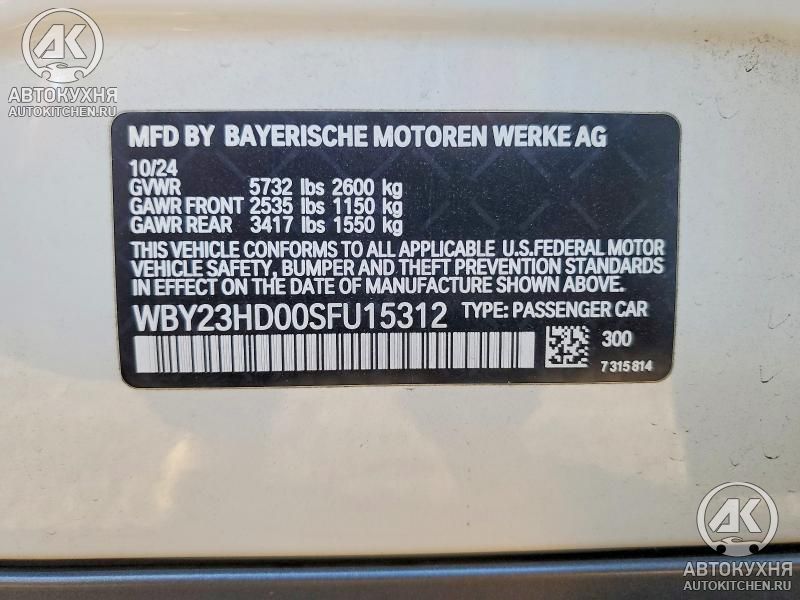 AK
АВТОКУХНЯ
AUTOKITCHEN.RU
MFD BY BAYERISCHE MOTOREN WERKE AG
10/24
GVWR 5732 lbs 2600 kg
GAWR FRONT 2535 lbs 1150 kg
GAWR REAR 3417 lbs 1550 kg
THIS VEHICLE CONFORMS TO ALL APPLICABLE U.S.FEDERAL MOTOR
VEHICLE SAFETY, BUMPER AND THEFT PREVENTION STANDARDS
IN EFFECT ON THE DATE OF MANUFACTURE SHOWN ABOVE
WBY23HD00SFU15312 TYPE: PASSENGER CAR
300
7 315 814
AK
АВТОКУХНЯ
AUTOKITCHEN.RU